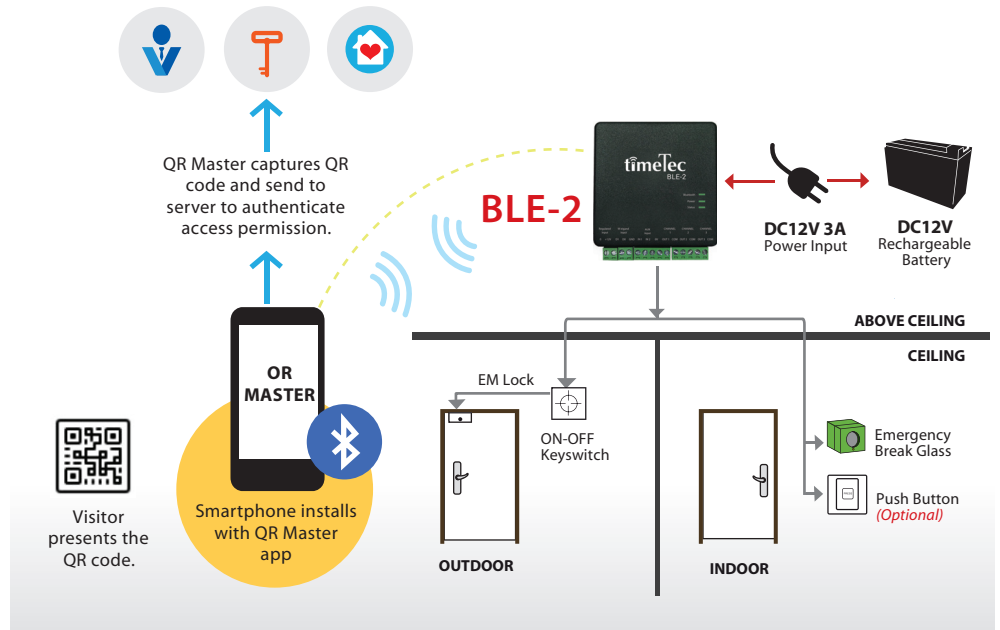 QR Master captures QR
code and send to
server to authenticate
access permission.
timeTec
BLE-2
BLE-2
DC12V 3A
Power Input
DC12V
Rechargeable
Battery
ABOVE CEILING
CEILING
OR
MASTER
EM Lock
ON-OFF
Keyswitch
Emergency
Break Glass
Push Button
(Optional)
Visitor
presents the
QR code.
Smartphone installs
with QR Master
app
OUTDOOR
INDOOR